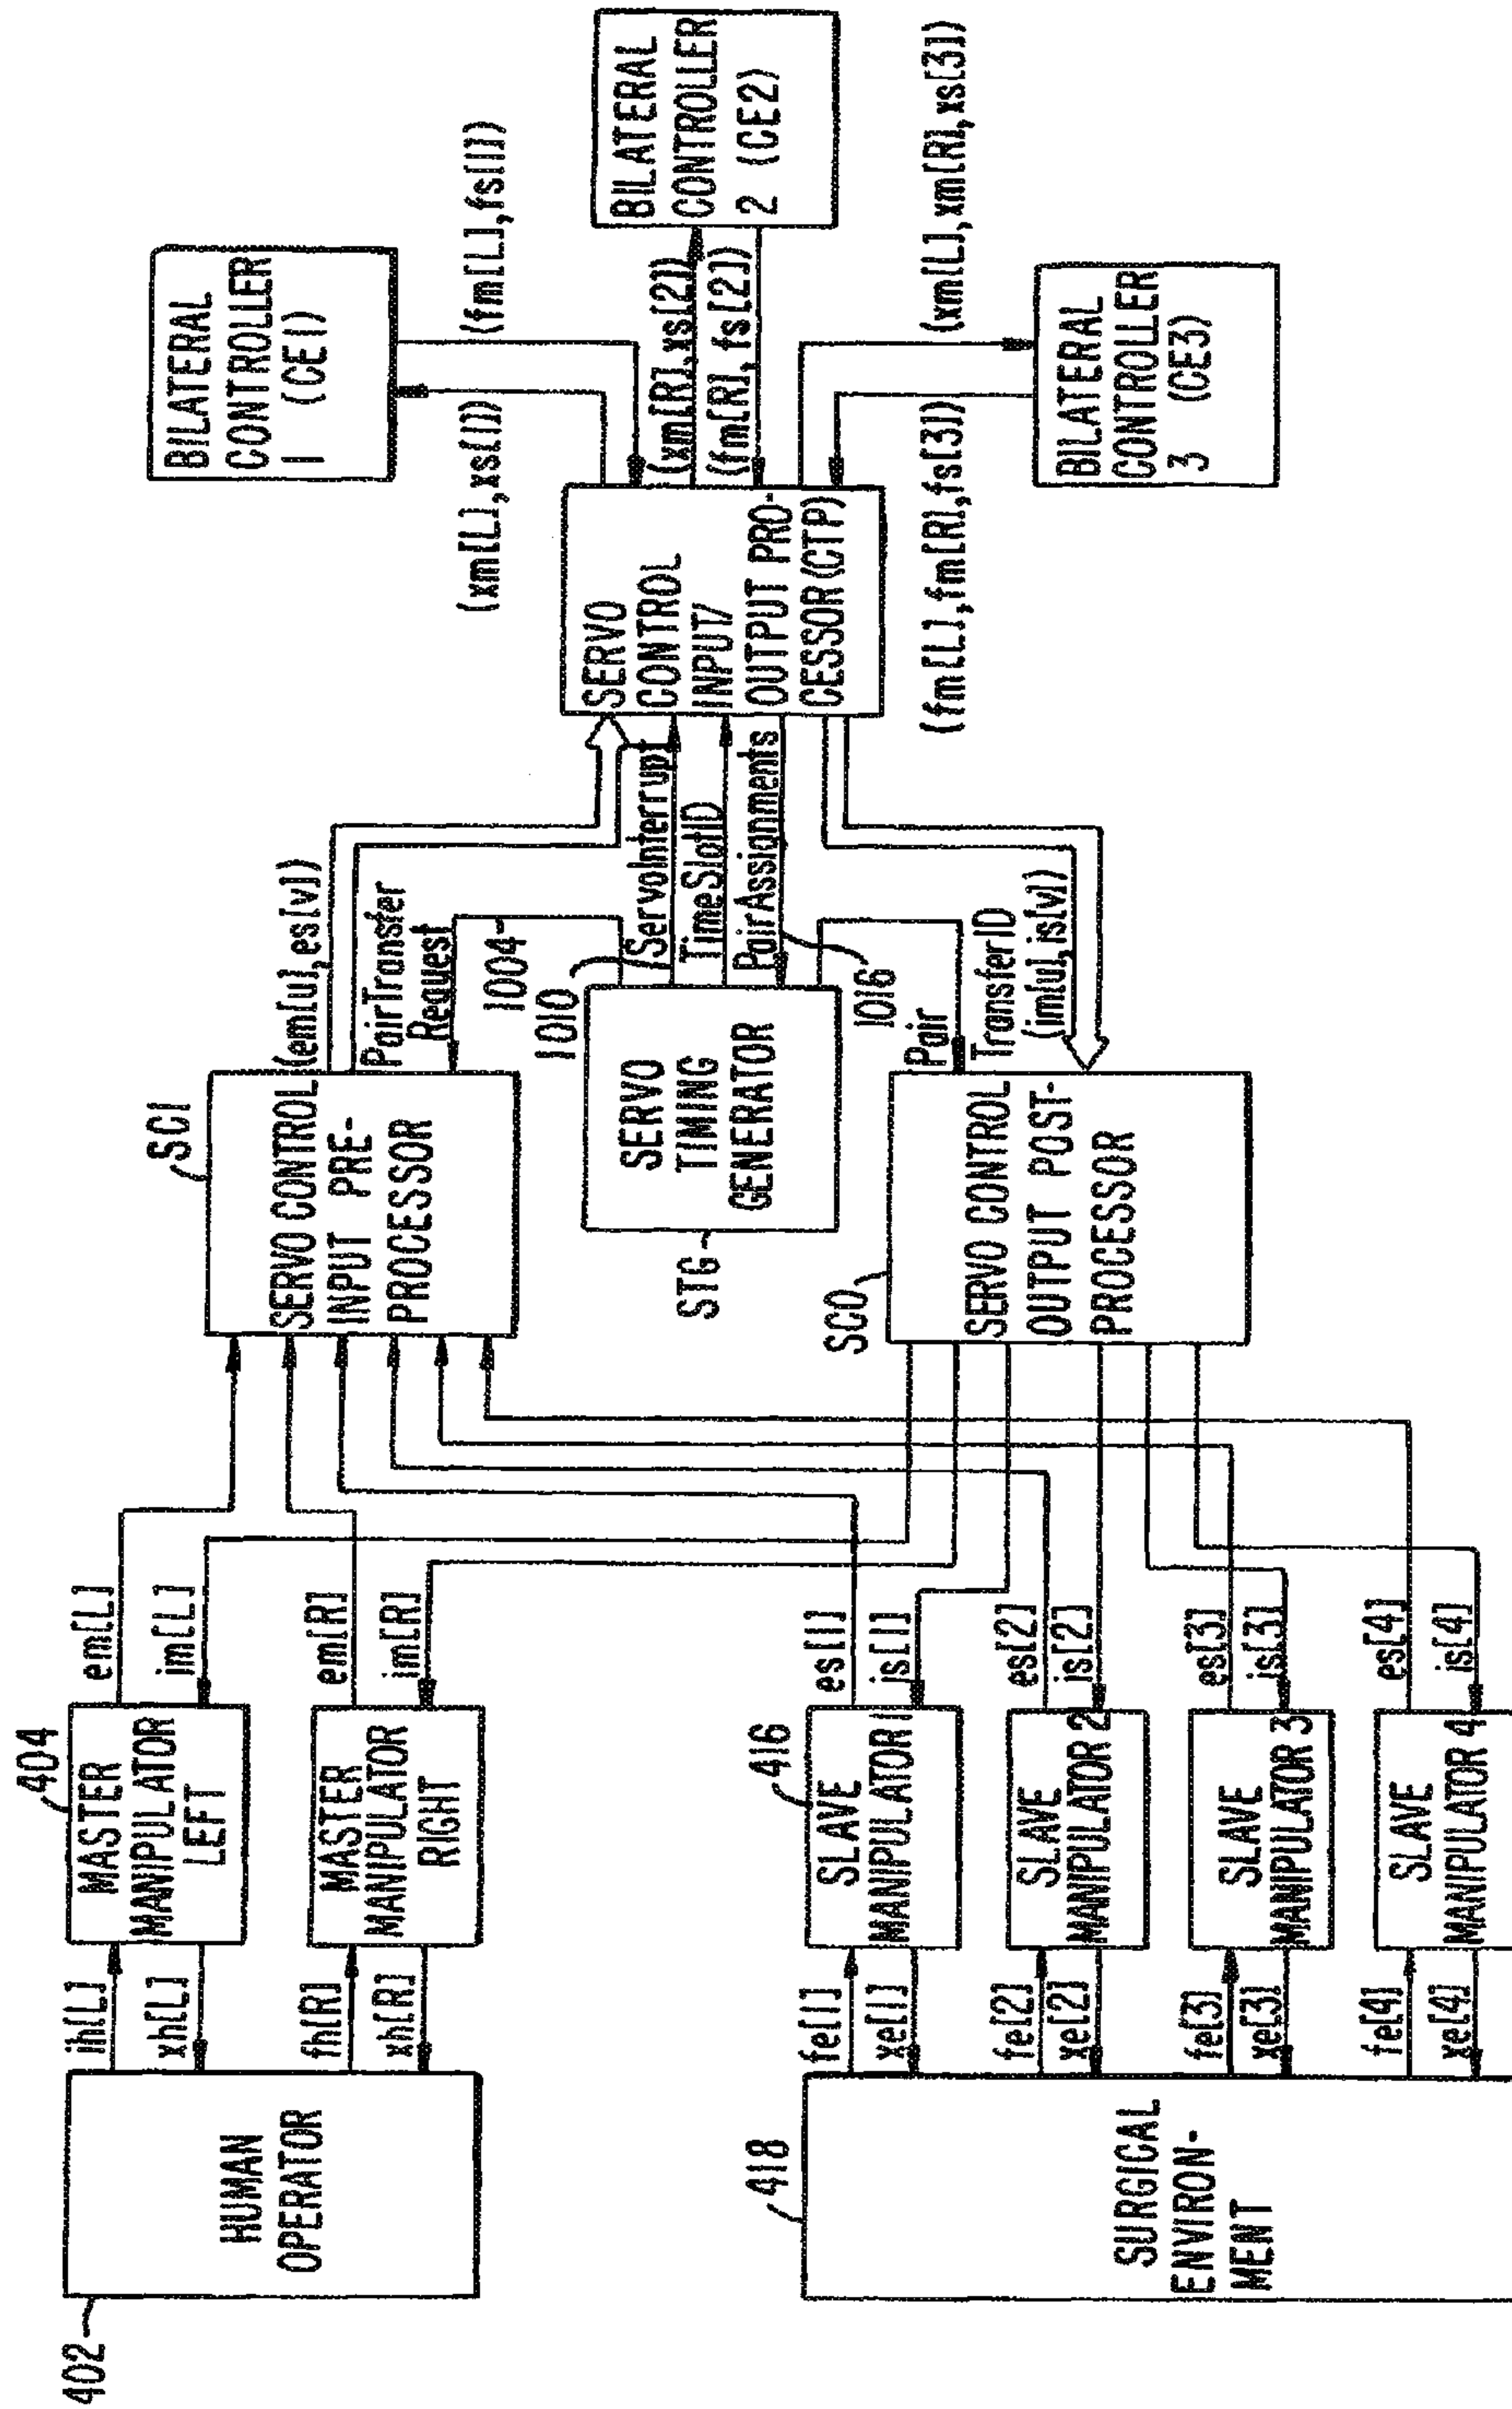 402
HUMAN
OPERATOR
ih[L]
xh[L]
fh[R]
xh[R]
404
MASTER
MANIPULATOR
LEFT
MASTER
MANIPULATOR
RIGHT
em[L]
im[L]
em[R]
im[R]
418
SURGICAL
ENVIRON-
MENT
fe[1]
xe[1]
fe[2]
xe[2]
fe[3]
xe[3]
fe[4]
xe[4]
416
SLAVE
MANIPULATOR 1
SLAVE
MANIPULATOR 2
SLAVE
MANIPULATOR 3
SLAVE
MANIPULATOR 4
es[1]
is[1]
es[2]
is[2]
es[3]
is[3]
es[4]
is[4]
SCI
SERVO CONTROL
INPUT PRE-
PROCESSOR
STG
SERVO
TIMING
GENERATOR
SCO
SERVO CONTROL
OUTPUT POST-
PROCESSOR
(em[u],es[v])
PairTransfer
Request
1004
1010
ServoInterrupt
TimeSlotID
PairAssignments
1016
Pair
TransferID
(im[u],is[v])
SERVO
CONTROL
INPUT/
OUTPUT PRO-
CESSOR (CTP)
BILATERAL
CONTROLLER
1 (CE1)
(xm[L],xs[1])
(fm[L],fs[1])
BILATERAL
CONTROLLER
2 (CE2)
(xm[R],xs[2])
(fm[R],fs[2])
BILATERAL
CONTROLLER
3 (CE3)
(xm[L],xm[R],xs[3])
(fm[L],fm[R],fs[3])